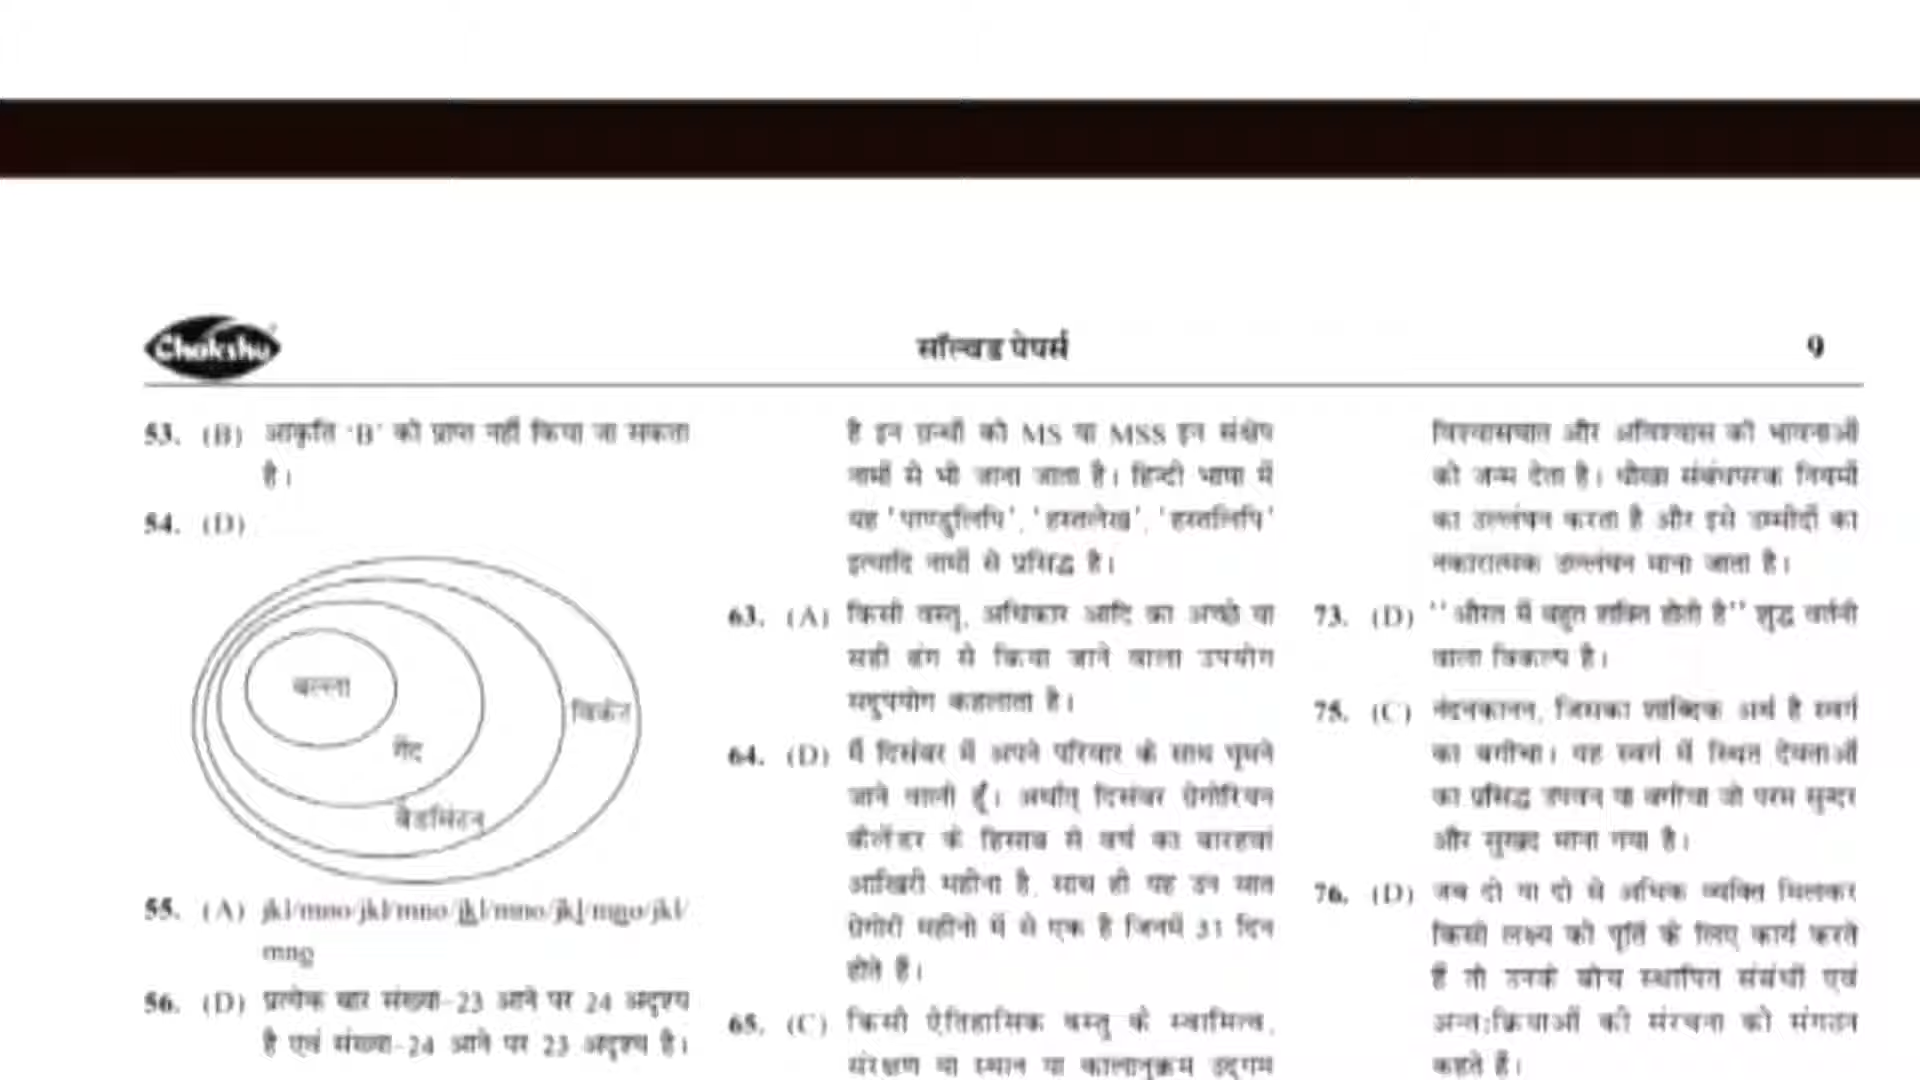 Chakshu
सॉल्वड पेपर्स
9
53. (B) आकृति 'B' को प्राप्त नहीं किया जा सकता
है।
54. (D)
बल्ला
गेंद
बैडमिंटन
विकेट
55. (A) jkl/mno/jkl/mno/jkl/mno/jkl/mno/jkl/
mno
56. (D) प्रत्येक बार संख्या-23 आने पर 24 अदृश्य
है एवं संख्या-24 आने पर 23 अदृश्य है।
है इन ग्रन्थों को MS या MSS इन संक्षेप
नामों से भी जाना जाता है। हिन्दी भाषा में
यह 'पाण्डुलिपि', 'हस्तलेख', 'हस्तलिपि'
इत्यादि नामों से प्रसिद्ध है।
63. (A) किसी वस्तु, अधिकार आदि का अच्छे या
सही ढंग से किया जाने वाला उपयोग
सदुपयोग कहलाता है।
64. (D) मैं दिसंबर में अपने परिवार के साथ घूमने
जाने वाली हूँ। अर्थात् दिसंबर ग्रेगोरियन
कैलेंडर के हिसाब से वर्ष का बारहवां
आखिरी महीना है, साथ ही यह उन सात
ग्रेगोरी महीनो में से एक है जिनमें 31 दिन
होते हैं।
65. (C) किसी ऐतिहासिक वस्तु के स्वामित्व,
संरक्षण या स्थान या कालानुक्रम उद्गम
विश्वासघात और अविश्वास की भावनाओं
को जन्म देता है। धोखा संबंधपरक नियमों
का उल्लंघन करता है और इसे उम्मीदों का
नकारात्मक उल्लंघन माना जाता है।
73. (D) ''औरत में बहुत शक्ति होती है'' शुद्ध वर्तनी
वाला विकल्प है।
75. (C) नंदनकानन, जिसका शाब्दिक अर्थ है स्वर्ग
का बगीचा। यह स्वर्ग में स्थित देवताओं
का प्रसिद्ध उपवन या बगीचा जो परम सुन्दर
और सुखद माना गया है।
76. (D) जब दो या दो से अधिक व्यक्ति मिलकर
किसी लक्ष्य की पूर्ति के लिए कार्य करते
हैं तो उनके बीच स्थापित संबंधों एवं
अन्त:क्रियाओं की संरचना को संगठन
कहते हैं।